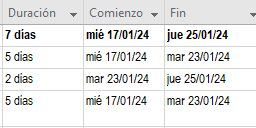 Duración Comienzo Fin
7 días mié 17/01/24 jue 25/01/24
5 días mié 17/01/24 mar 23/01/24
2 días mar 23/01/24 jue 25/01/24
5 días mié 17/01/24 mar 23/01/24